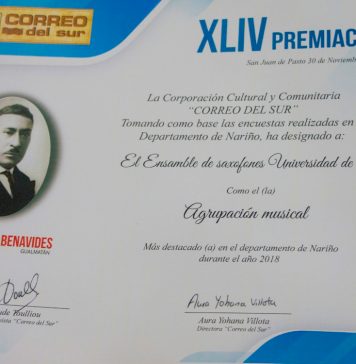 CORREO
del sur
XLIV PREMIAC
San Juan de Pasto 30 de Noviemb
La Corporación Cultural y Comunitaria
"CORREO DEL SUR"
Tomando como base las encuestas realizadas en
Departamento de Nariño, ha designado a:
El Ensamble de saxofones Universidad de
Como el (la)
Agrupación musical
Más destacado (a) en el departamento de Nariño
durante el año 2018
BENAVIDES
GUALMATÁN
Aura Yohana Villota
Aura Yohana Villota
Directora "Correo del Sur"
ude Youlliou
ista "Correo del Sur"